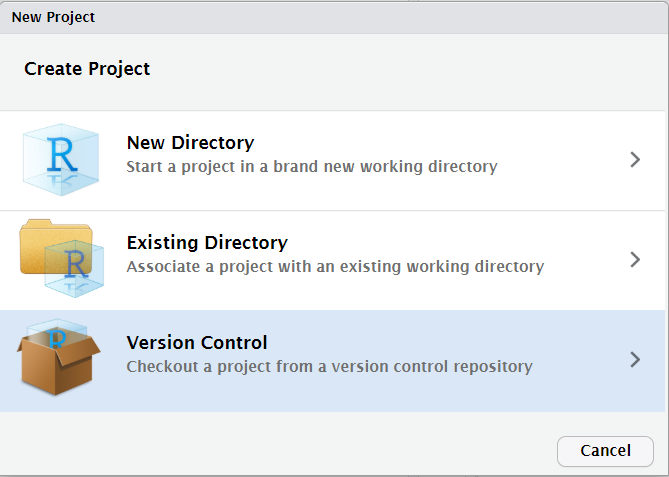 New Project
Create Project
R
New Directory
Start a project in a brand new working directory
R
Existing Directory
Associate a project with an existing working directory
R
Version Control
Checkout a project from a version control repository
Cancel